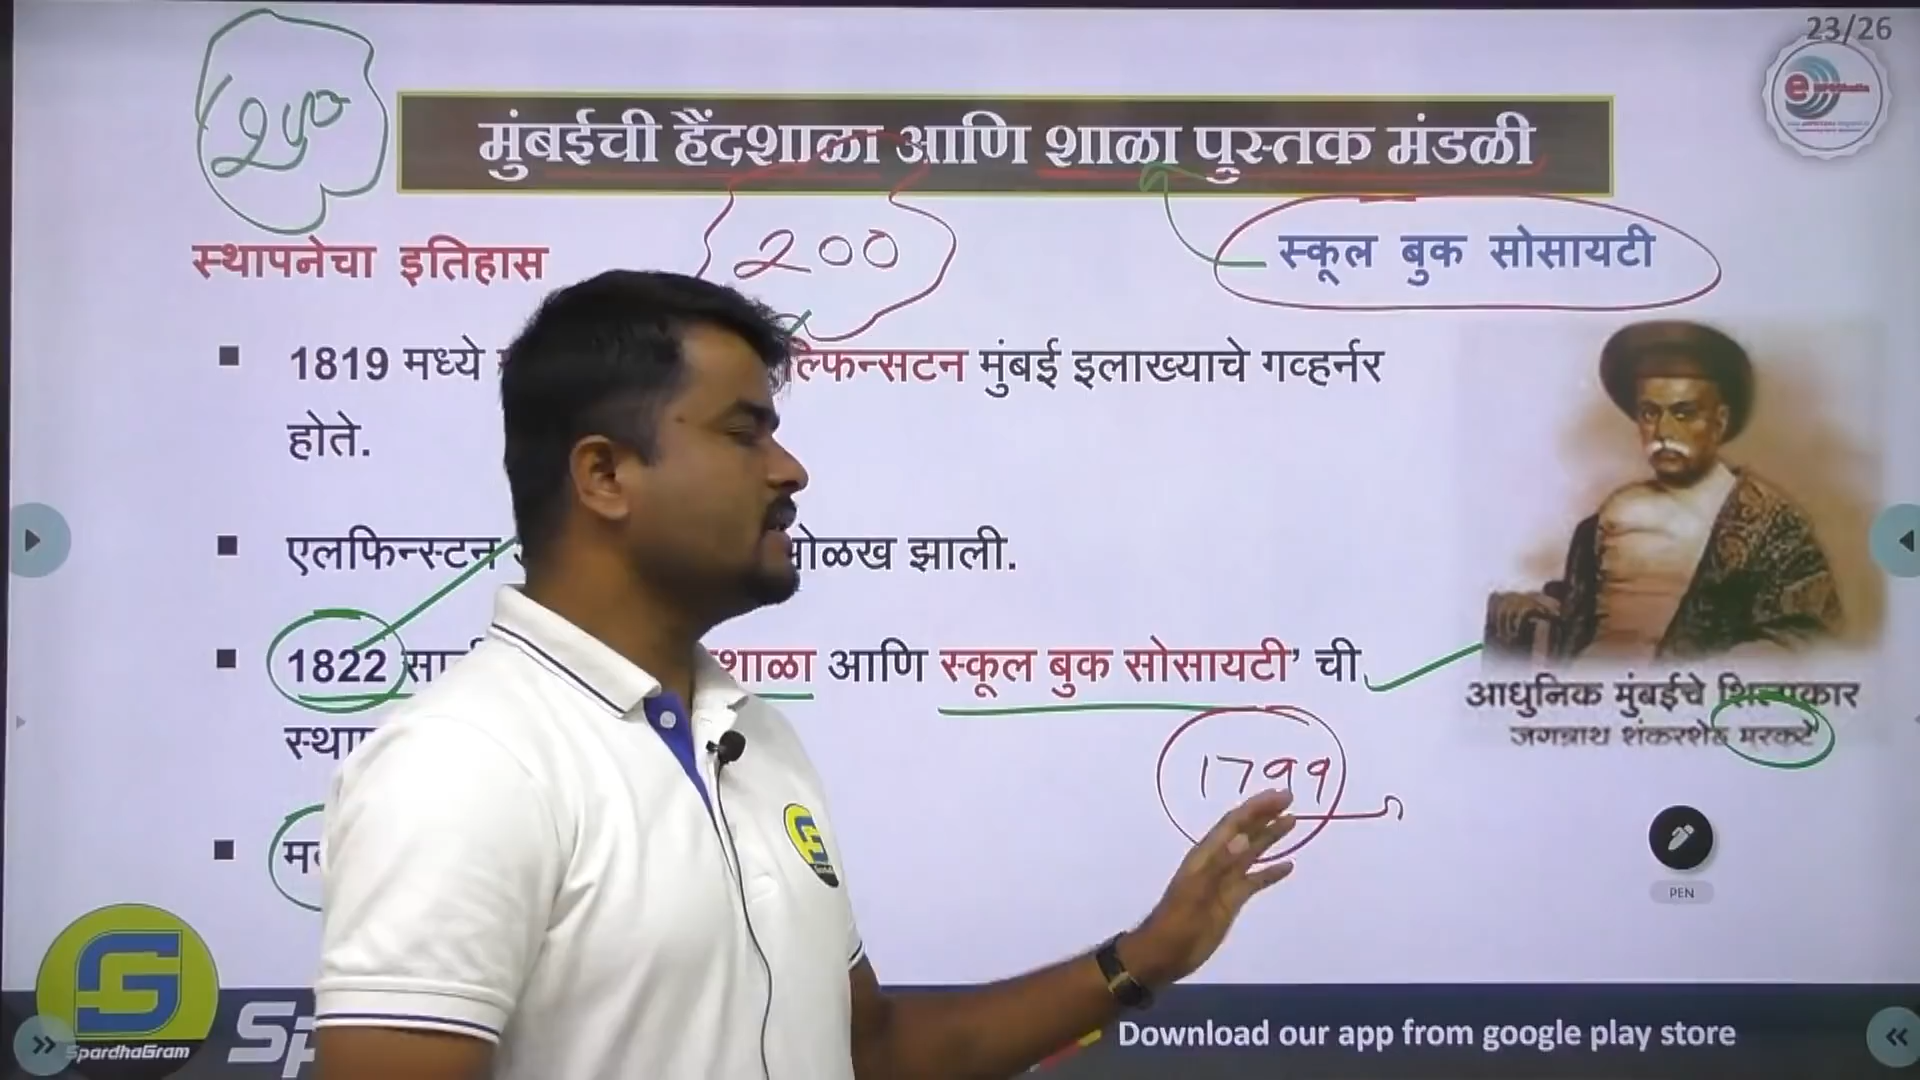 23/26
250
मुंबईची हैंदशाळा आणि शाळा पुस्तक मंडळी
200
स्कूल बुक सोसायटी
स्थापनेचा इतिहास
1819 मध्ये ल्फिन्सटन मुंबई इलाख्याचे गव्हर्नर
होते.
एलफिन्स्टन ओळख झाली.
1822 शाळा आणि स्कूल बुक सोसायटी’ ची
आधुनिक मुंबईचे शिल्पकार
जगन्नाथ शंकरशेठ मुरकुटे
1799
PEN
SpardhaGram
Download our app from google play store